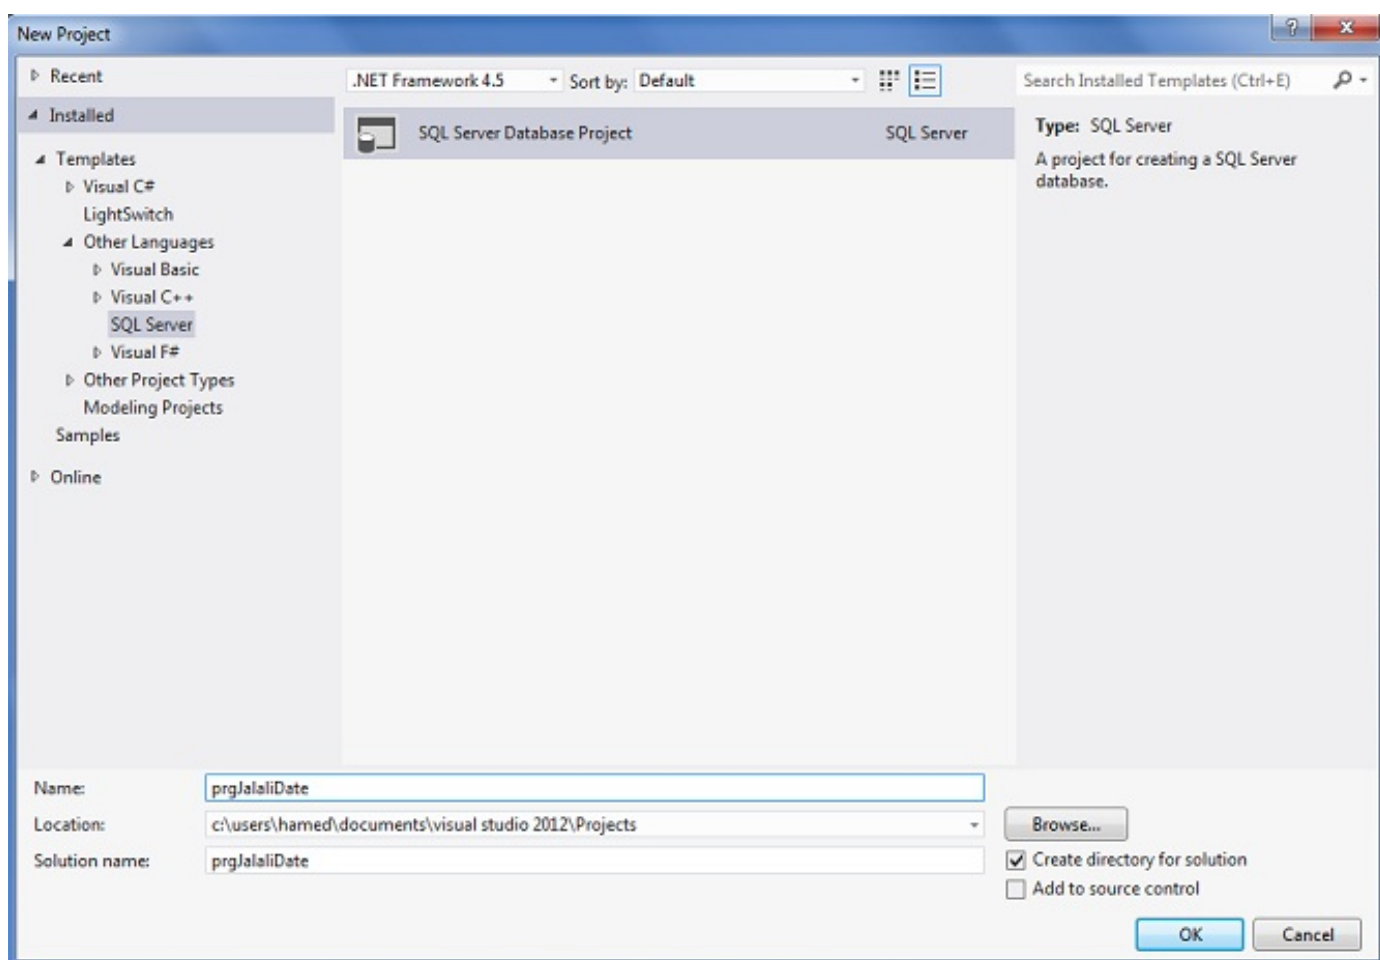 New Project
?
x
Recent
Installed
Templates
Visual C#
LightSwitch
Other Languages
Visual Basic
Visual C++
SQL Server
Visual F#
Other Project Types
Modeling Projects
Samples
Online
.NET Framework 4.5 Sort by: Default
SQL Server Database Project SQL Server
Search Installed Templates (Ctrl+E)
Type: SQL Server
A project for creating a SQL Server
database.
Name: prgJalaliDate
Location: c:\users\hamed\documents\visual studio 2012\Projects Browse...
Solution name: prgJalaliDate
Create directory for solution
Add to source control
OK Cancel